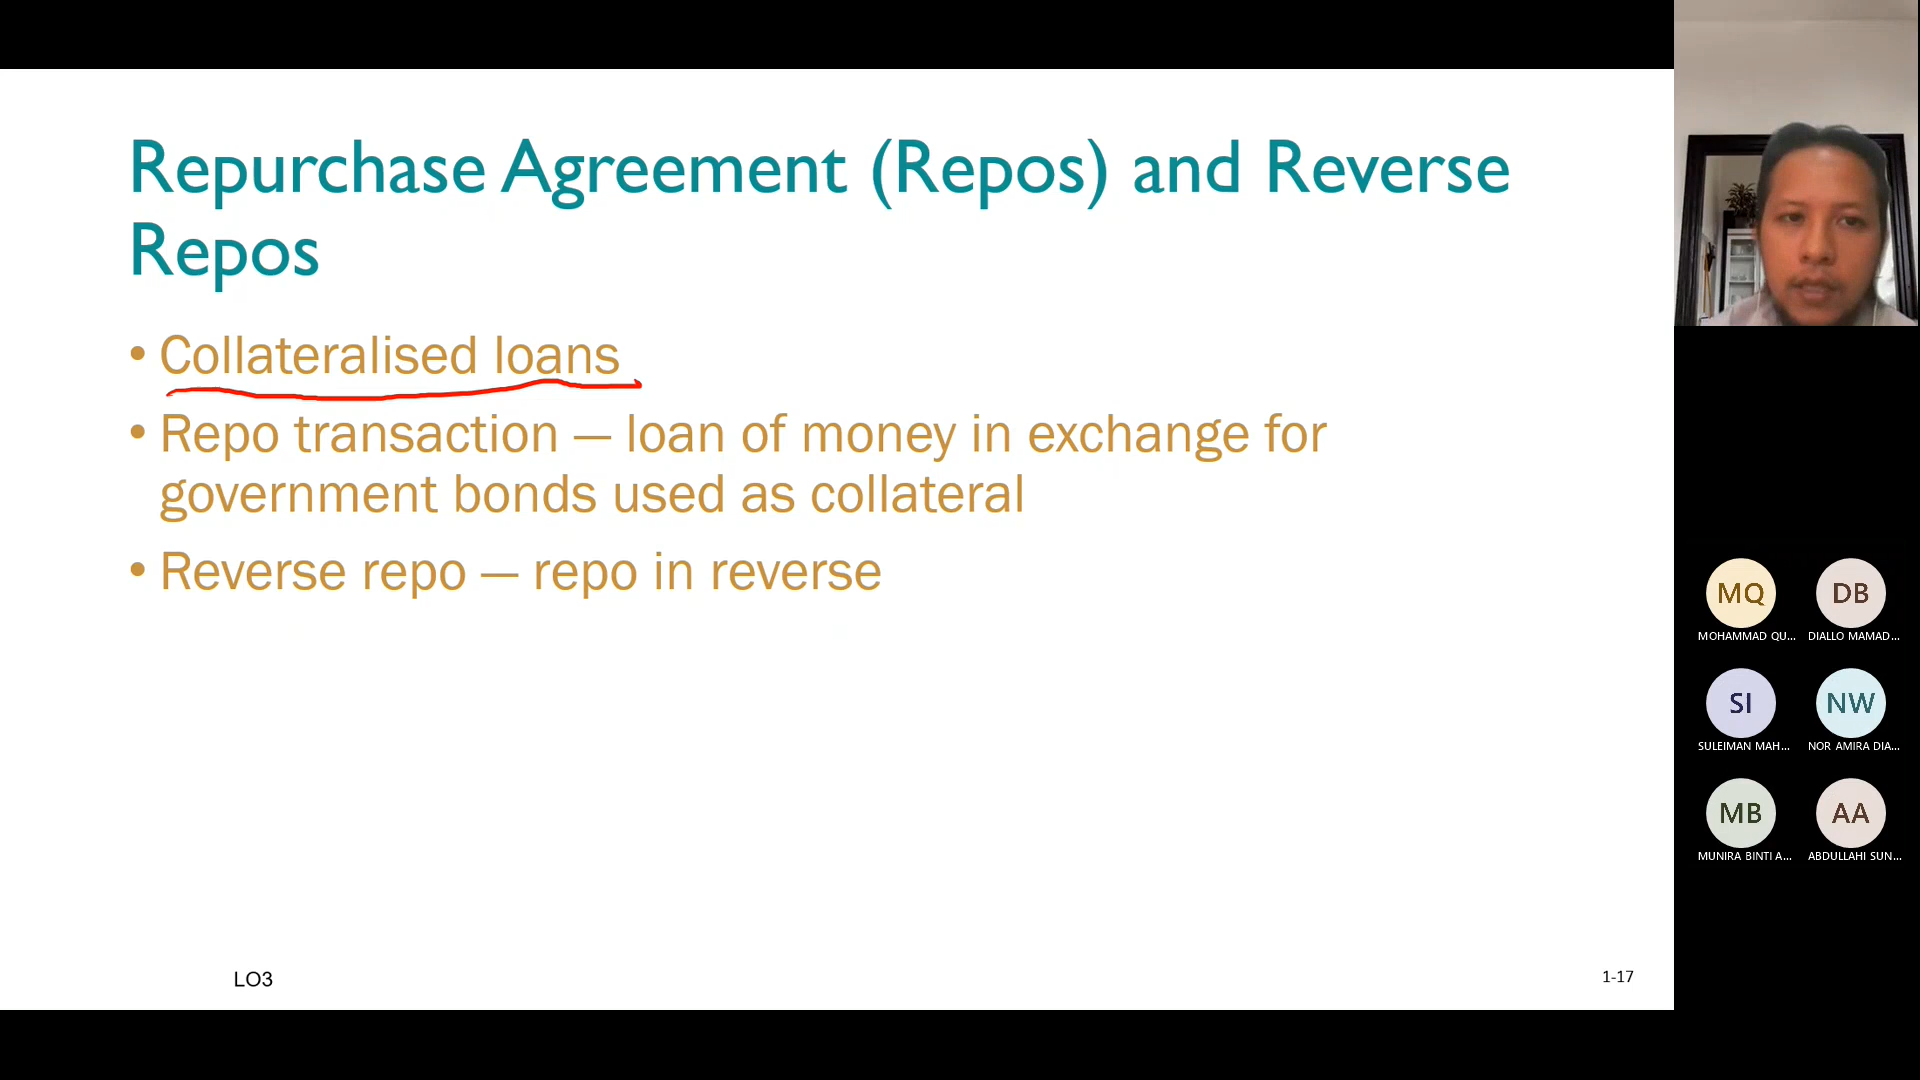 Repurchase Agreement (Repos) and Reverse
Repos
• Collateralised loans
• Repo transaction — loan of money in exchange for
government bonds used as collateral
• Reverse repo — repo in reverse
LO3
1-17
MQ
MOHAMMAD QU...
DB
DIALLO MAMAD...
SI
SULEIMAN MAH...
NW
NOR AMIRA DIA...
MB
MUNIRA BINTI A...
AA
ABDULLAHI SUN...